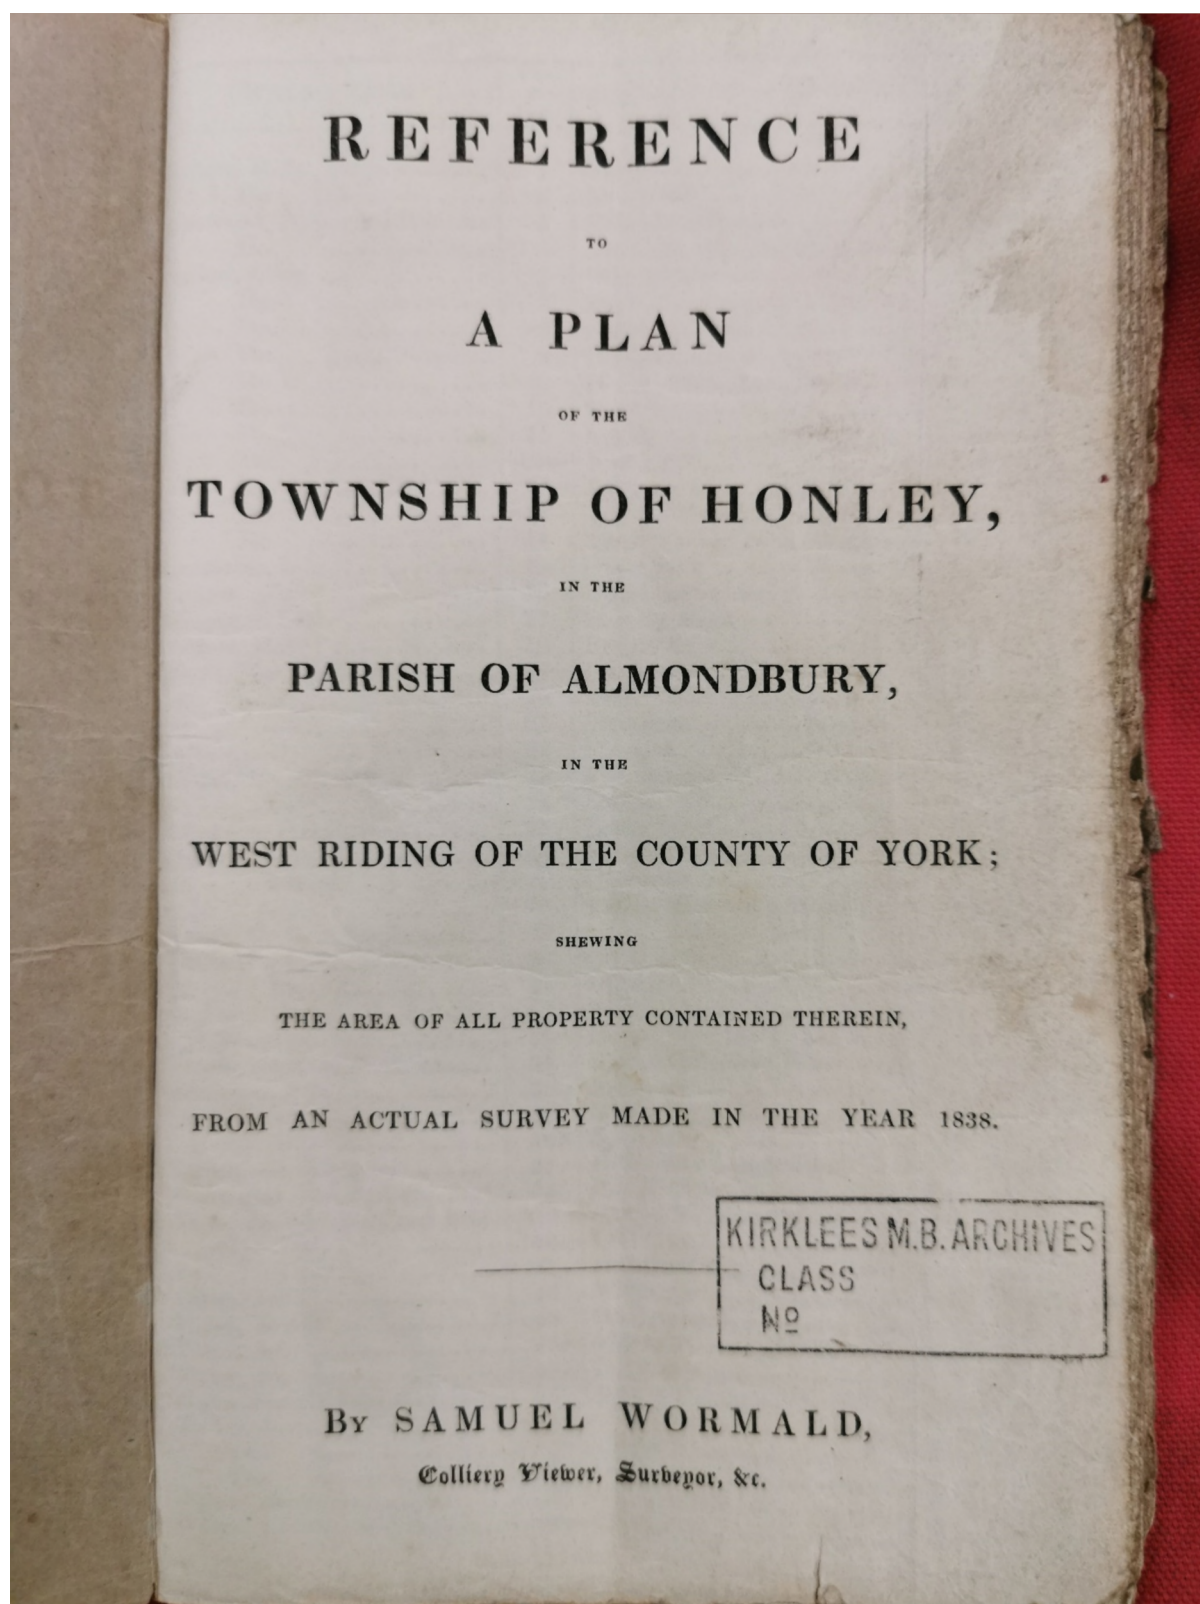 REFERENCE
TO
A PLAN
OF THE
TOWNSHIP OF HONLEY,
IN THE
PARISH OF ALMONDBURY,
IN THE
WEST RIDING OF THE COUNTY OF YORK;
SHEWING
THE AREA OF ALL PROPERTY CONTAINED THEREIN,
FROM AN ACTUAL SURVEY MADE IN THE YEAR 1838.
KIRKLEES M.B. ARCHIVES
CLASS
Nº
BY SAMUEL WORMALD,
Colliery Viewer, Surveyor, &c.